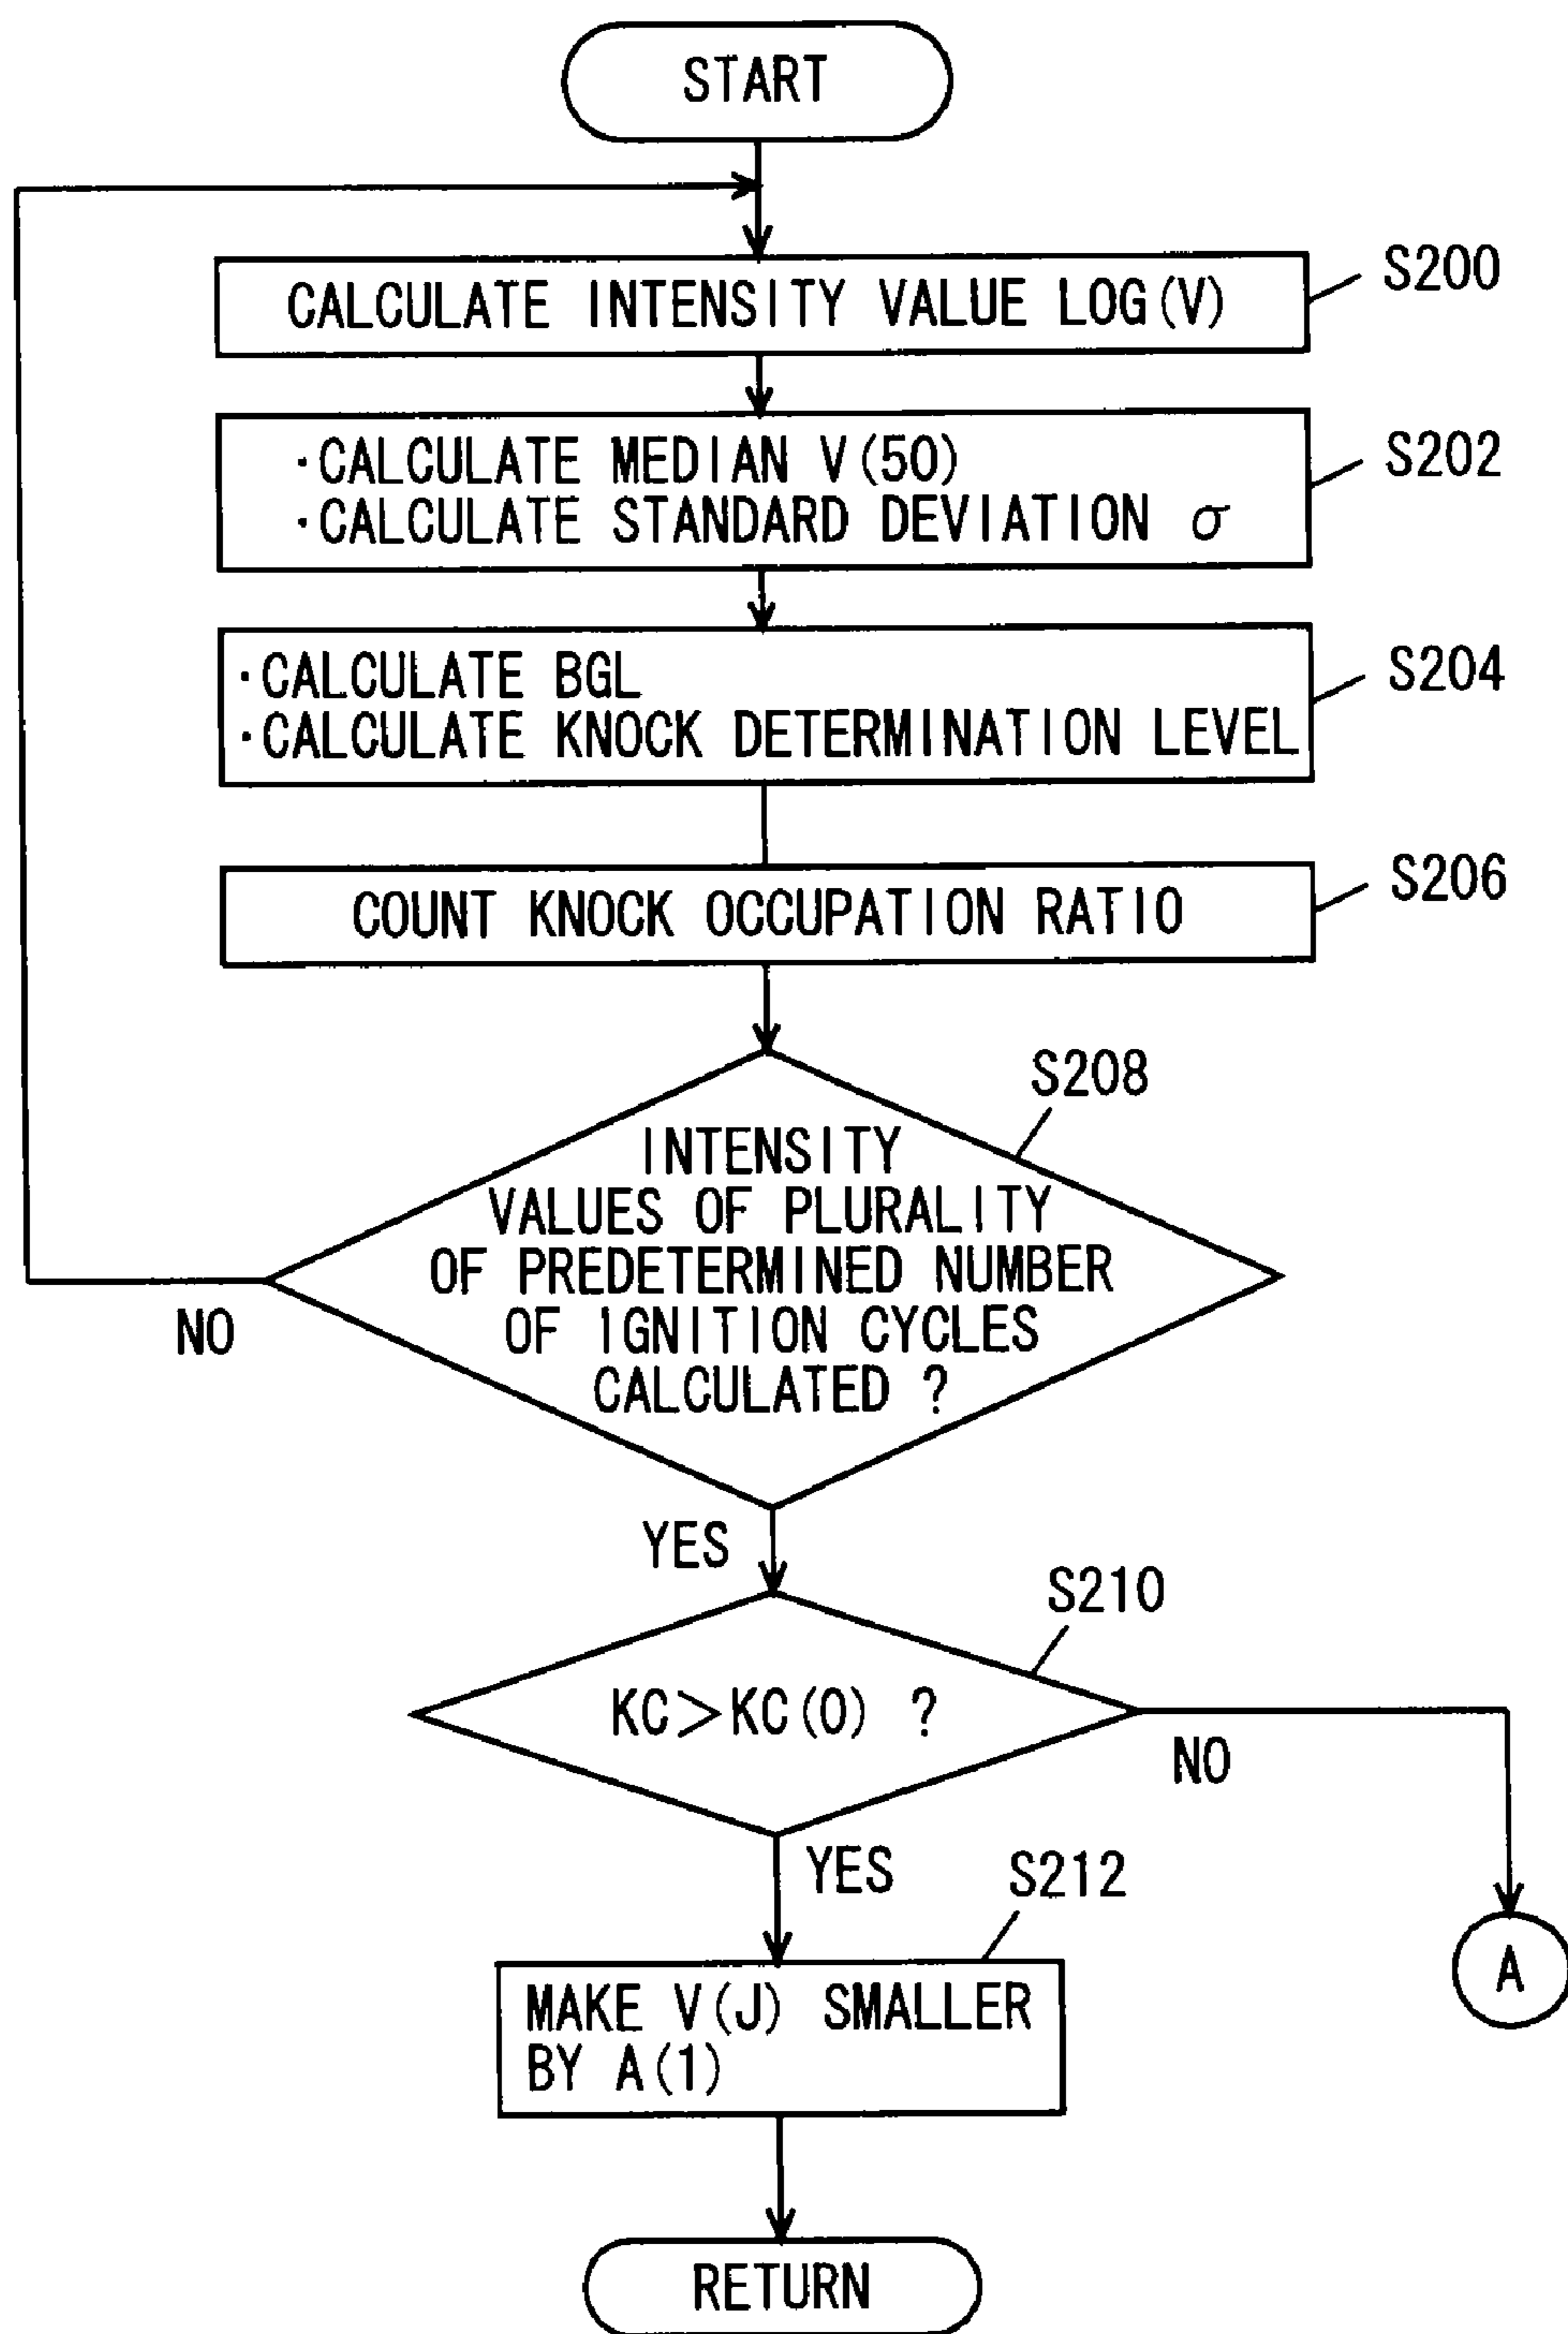 START
CALCULATE INTENSITY VALUE LOG(V)
S200
·CALCULATE MEDIAN V(50)
·CALCULATE STANDARD DEVIATION σ
S202
·CALCULATE BGL
·CALCULATE KNOCK DETERMINATION LEVEL
S204
COUNT KNOCK OCCUPATION RATIO
S206
S208
INTENSITY
VALUES OF PLURALITY
OF PREDETERMINED NUMBER
OF IGNITION CYCLES
CALCULATED ?
NO
YES
S210
KC>KC(0) ?
NO
YES
S212
MAKE V(J) SMALLER
BY A(1)
A
RETURN